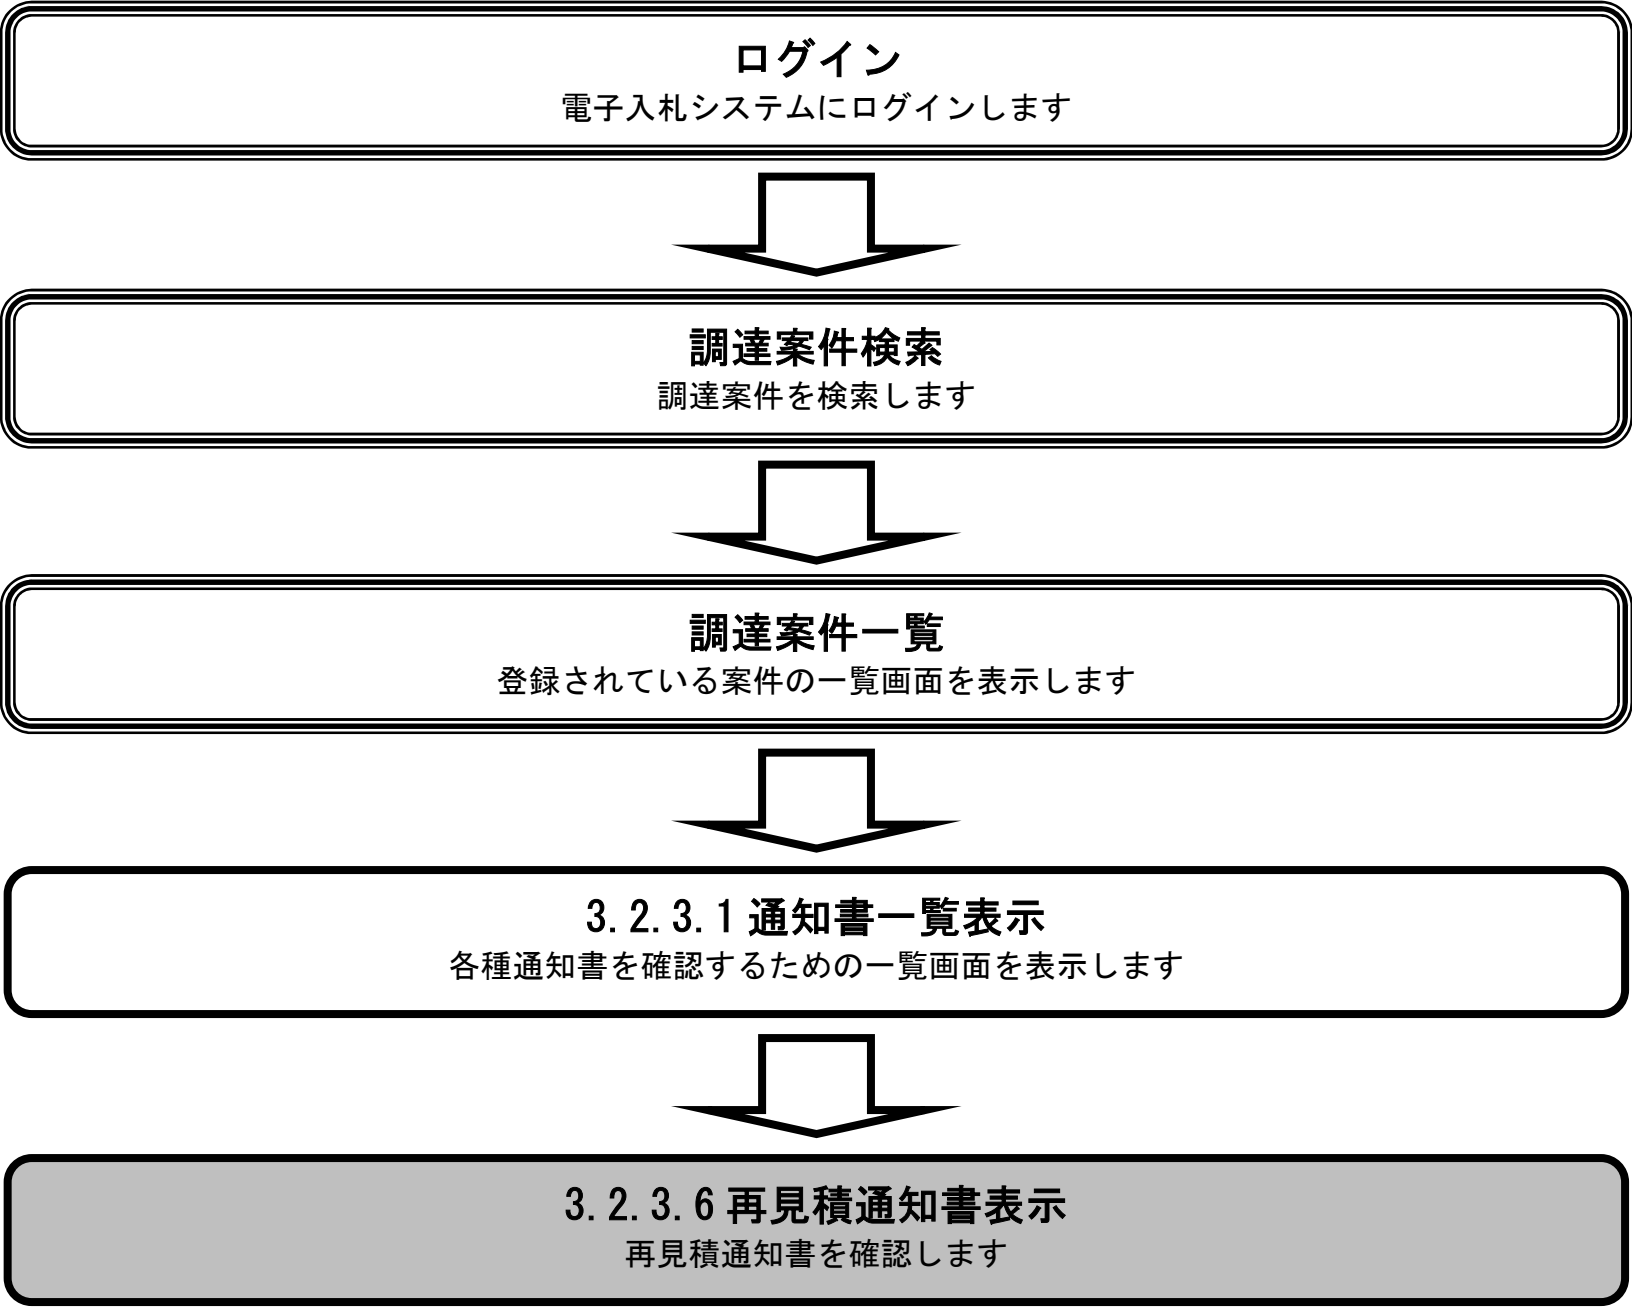 ログイン
電子入札システムにログインします
調達案件検索
調達案件を検索します
調達案件一覧
登録されている案件の一覧画面を表示します
3.2.3.1通知書一覧表示
各種通知書を確認するための一覧画面を表示します
3.2.3.6再見積通知書表示
再見積通知書を確認します